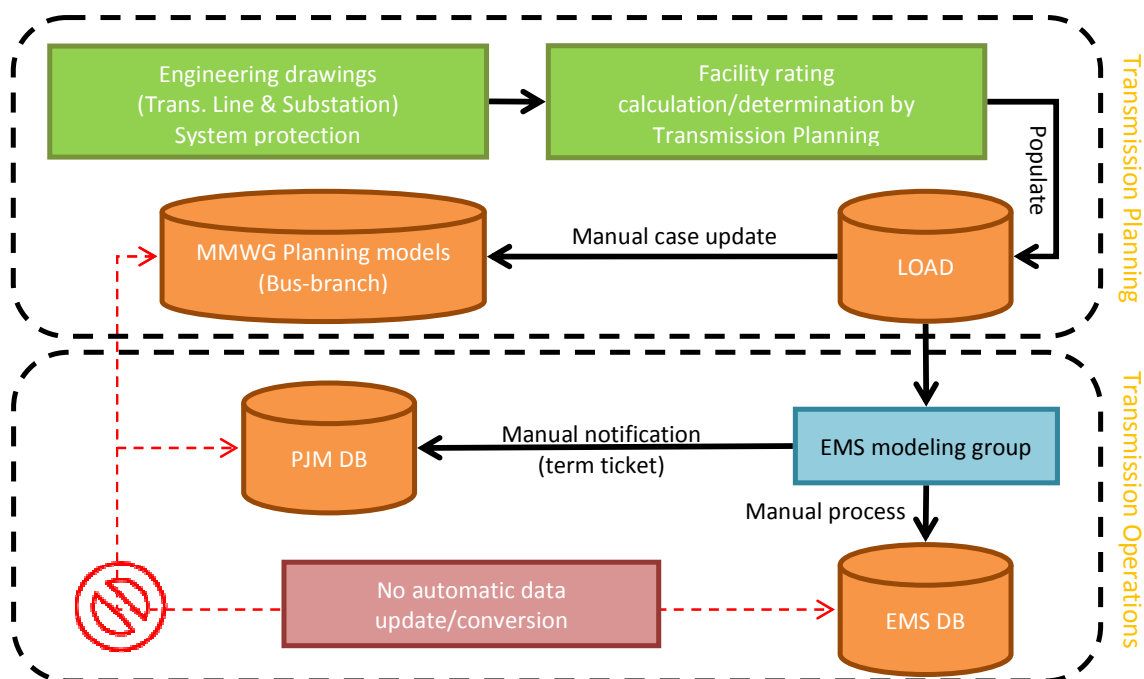 Engineering drawings
(Trans. Line & Substation)
System protection
Facility rating
calculation/determination by
Transmission Planning
Populate
Transmission Planning
MMWG Planning models
(Bus-branch)
Manual case update
LOAD
PJM DB
Manual notification
(term ticket)
EMS modeling group
Transmission Operations
Manual process
No automatic data
update/conversion
EMS DB